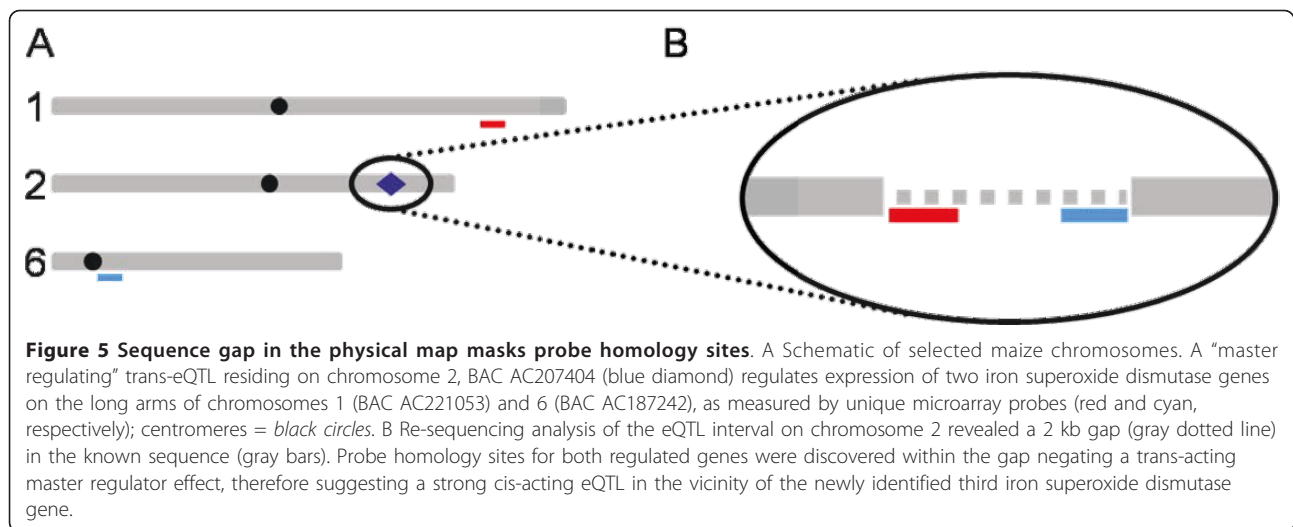 A
B
1
2
6
Figure 5 Sequence gap in the physical map masks probe homology sites. A Schematic of selected maize chromosomes. A "master
regulating" trans-eQTL residing on chromosome 2, BAC AC207404 (blue diamond) regulates expression of two iron superoxide dismutase genes
on the long arms of chromosomes 1 (BAC AC221053) and 6 (BAC AC187242), as measured by unique microarray probes (red and cyan,
respectively); centromeres = black circles. B Re-sequencing analysis of the eQTL interval on chromosome 2 revealed a 2 kb gap (gray dotted line)
in the known sequence (gray bars). Probe homology sites for both regulated genes were discovered within the gap negating a trans-acting
master regulator effect, therefore suggesting a strong cis-acting eQTL in the vicinity of the newly identified third iron superoxide dismutase
gene.